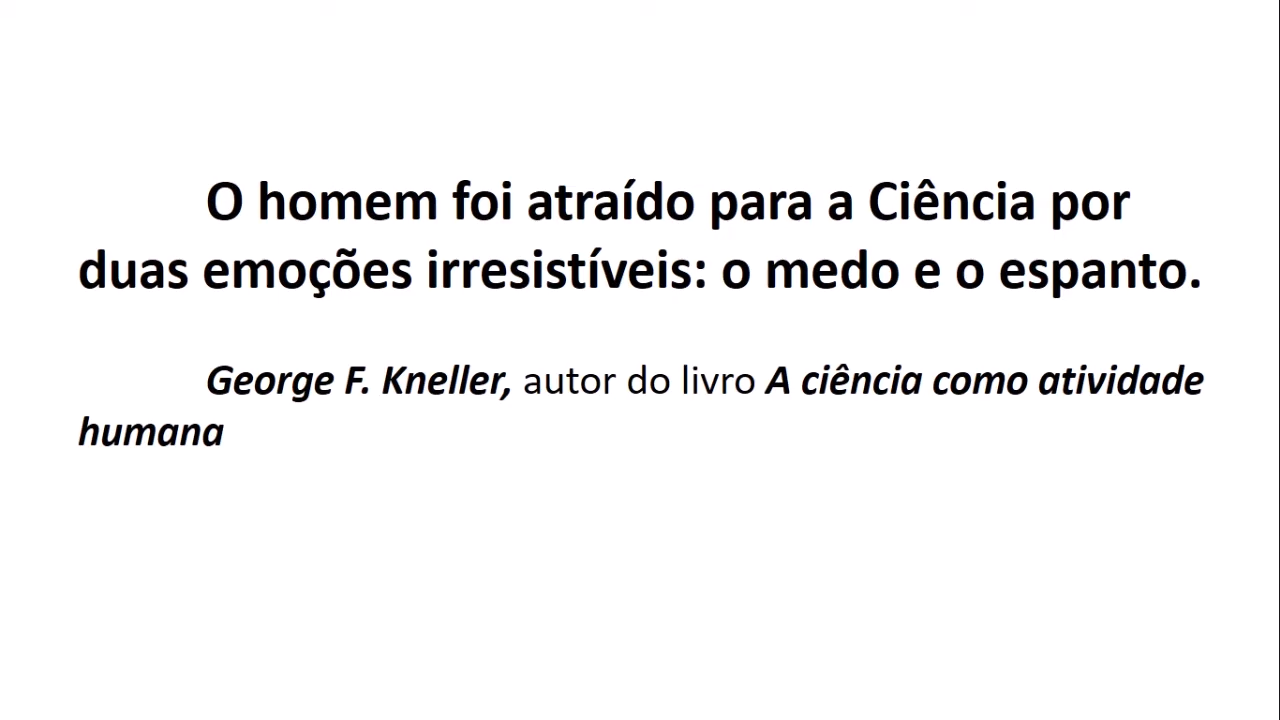 O homem foi atraído para a Ciência por
duas emoções irresistíveis: o medo e o espanto.
George F. Kneller, autor do livro A ciência como atividade
humana